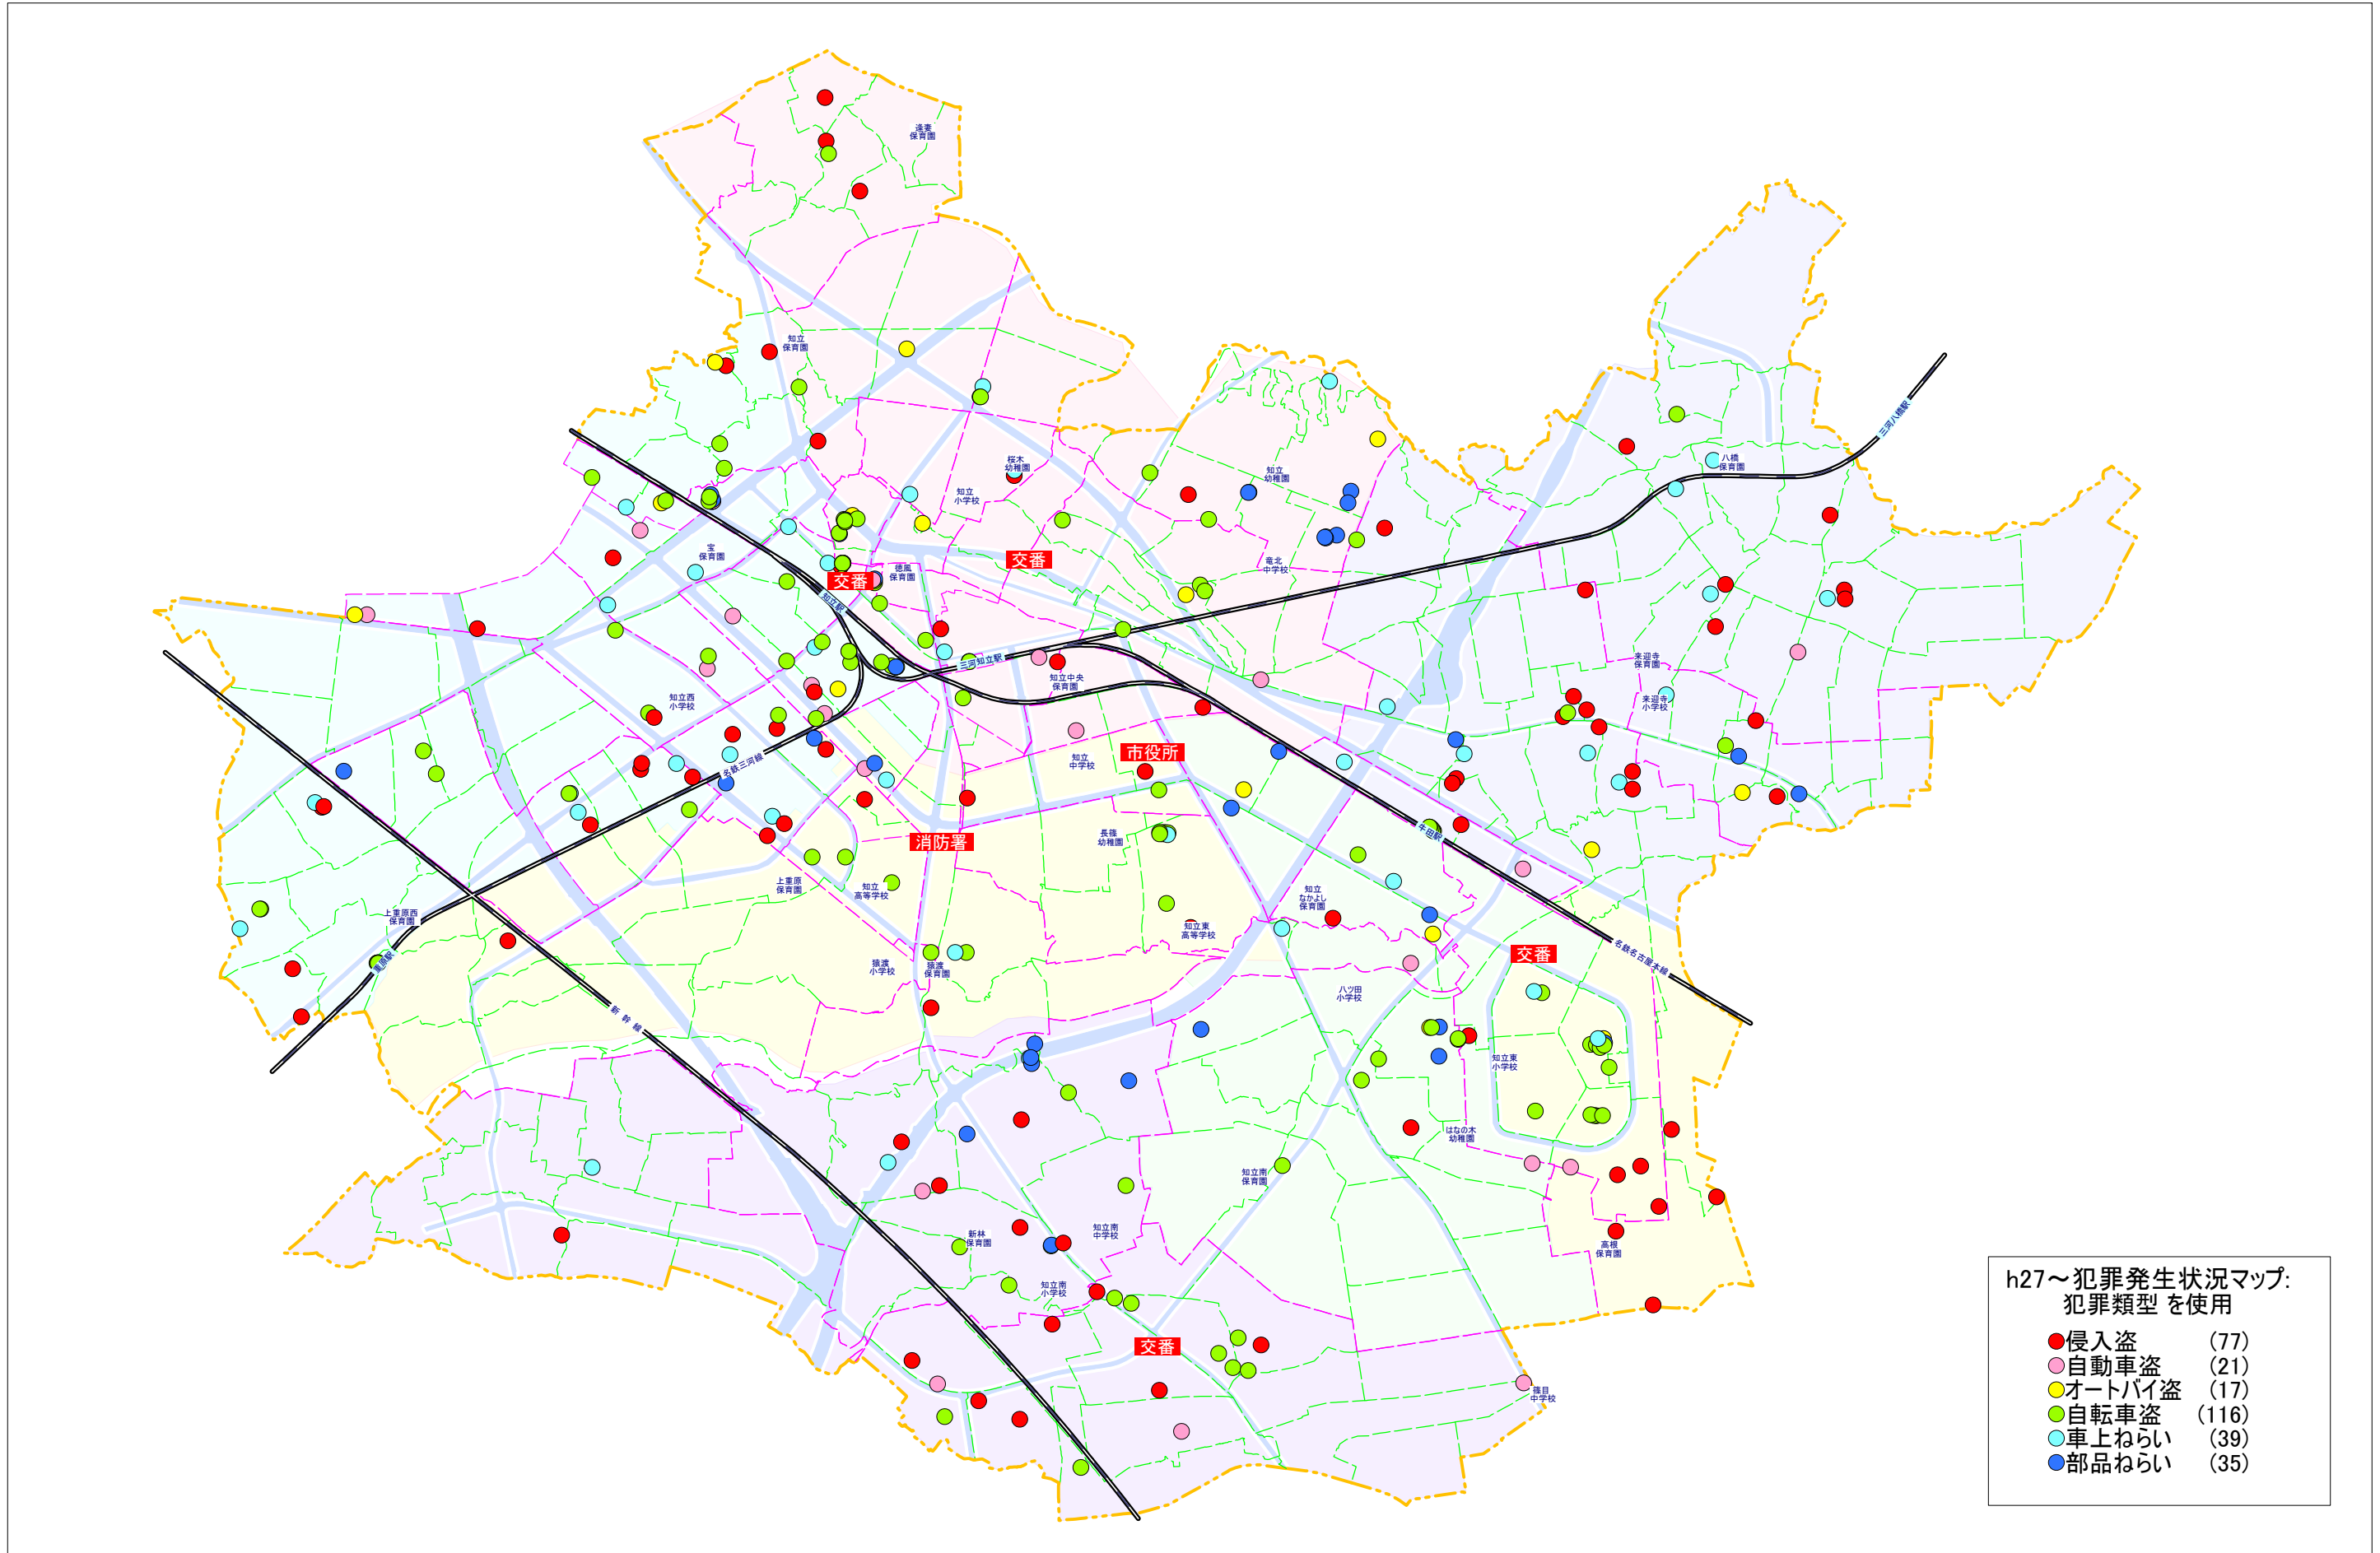 逢妻
保育園
知立
保育園
桜木
幼稚園
知立
小学校
知立
幼稚園
三河八橋駅
八橋
保育園
宝
保育園
交番
徳風
保育園
交番
竜北
中学校
知立駅
三河知立駅
知立中央
保育園
来迎寺
保育園
来迎寺
小学校
知立西
小学校
名鉄三河線
知立
中学校
市役所
消防署
長篠
幼稚園
牛田駅
上重原
保育園
知立
高等学校
知立
なかよし
保育園
上重原西
保育園
重原駅
知立東
高等学校
名鉄名古屋本線
交番
猿渡
小学校
猿渡
保育園
八ツ田
小学校
新幹線
知立東
小学校
はなの木
幼稚園
知立南
保育園
新林
保育園
知立南
中学校
高根
保育園
知立南
小学校
交番
篠目
中学校
h27～犯罪発生状況マップ:
犯罪類型 を使用
侵入盗 (77)
自動車盗 (21)
オートバイ盗 (17)
自転車盗 (116)
車上ねらい (39)
部品ねらい (35)